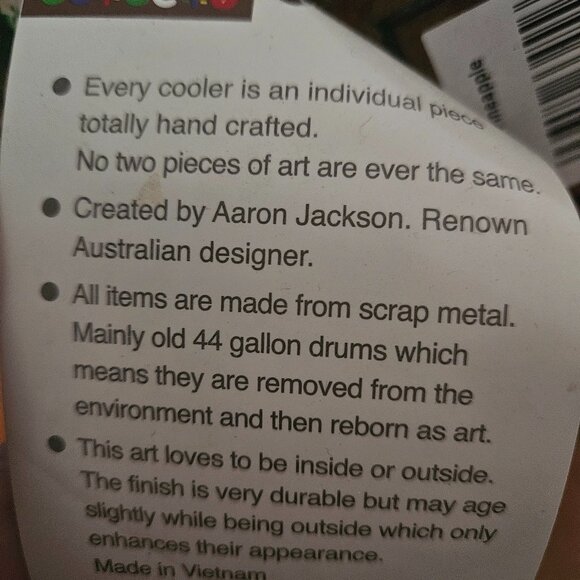 Every cooler is an individual piece
totally hand crafted.
No two pieces of art are ever the same.
Created by Aaron Jackson. Renown
Australian designer.
All items are made from scrap metal.
Mainly old 44 gallon drums which
means they are removed from the
environment and then reborn as art.
This art loves to be inside or outside.
The finish is very durable but may age
slightly while being outside which only
enhances their appearance.
Made in Vietnam